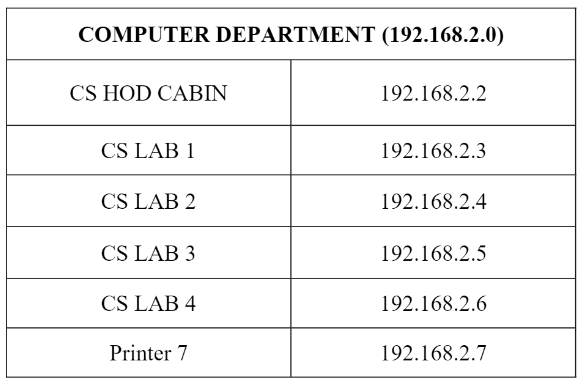 COMPUTER DEPARTMENT (192.168.2.0)
CS HOD CABIN 192.168.2.2
CS LAB 1 192.168.2.3
CS LAB 2 192.168.2.4
CS LAB 3 192.168.2.5
CS LAB 4 192.168.2.6
Printer 7 192.168.2.7